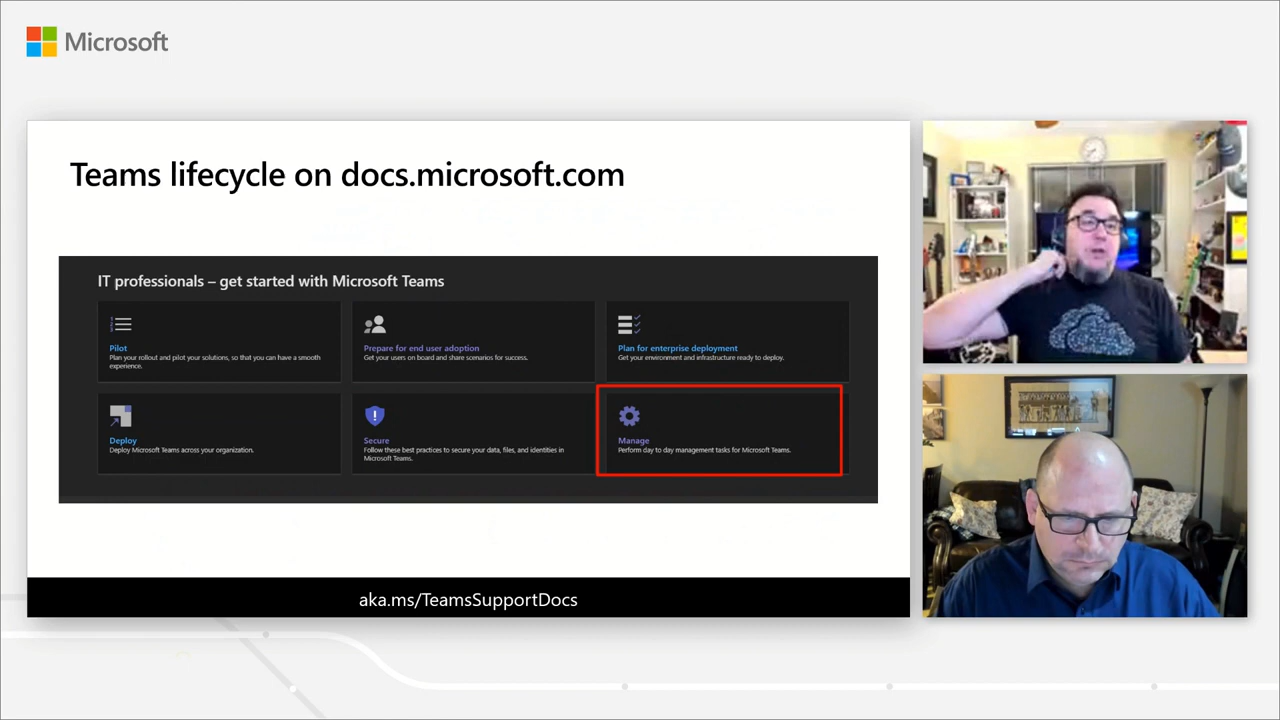 Microsoft
Teams lifecycle on docs.microsoft.com
IT professionals – get started with Microsoft Teams
Pilot
Plan your rollout and pilot your solutions, so that you can have a smooth
experience.
Prepare for end user adoption
Get your users on board and share scenarios for success.
Plan for enterprise deployment
Get your environment and infrastructure ready to deploy.
Deploy
Deploy Microsoft Teams across your organization.
Secure
Follow these best practices to secure your data, files, and identities in
Microsoft Teams.
Manage
Perform day to day management tasks for Microsoft Teams.
aka.ms/TeamsSupportDocs